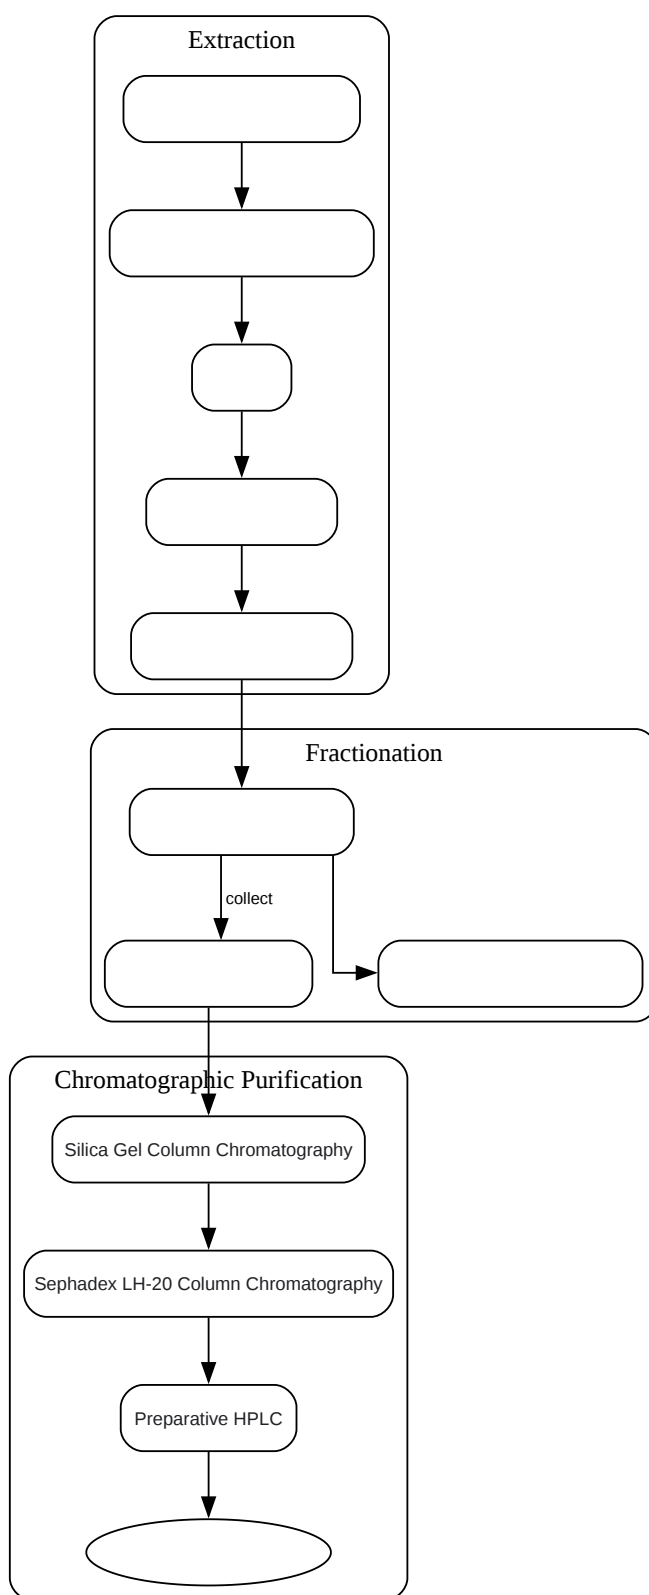 Extraction
Fractionation
collect
Chromatographic Purification
Silica Gel Column Chromatography
Sephadex LH-20 Column Chromatography
Preparative HPLC